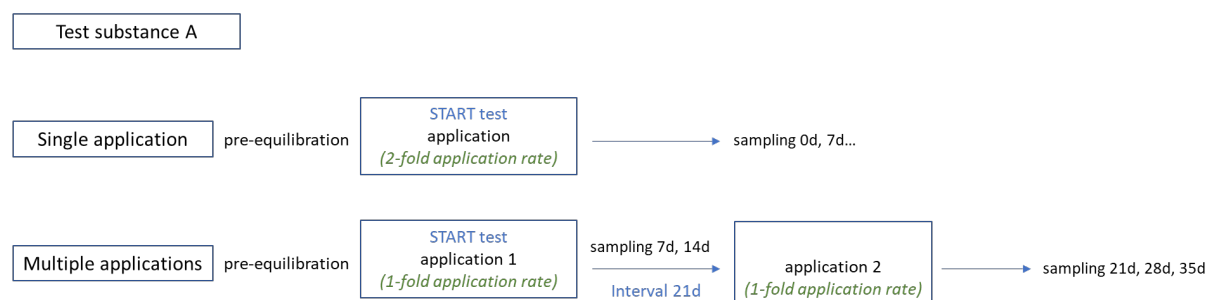 Test substance A
Single application
pre-equilibration
START test
application
(2-fold application rate)
sampling 0d, 7d...
Multiple applications
pre-equilibration
START test
application 1
(1-fold application rate)
sampling 7d, 14d
Interval 21d
application 2
(1-fold application rate)
sampling 21d, 28d, 35d